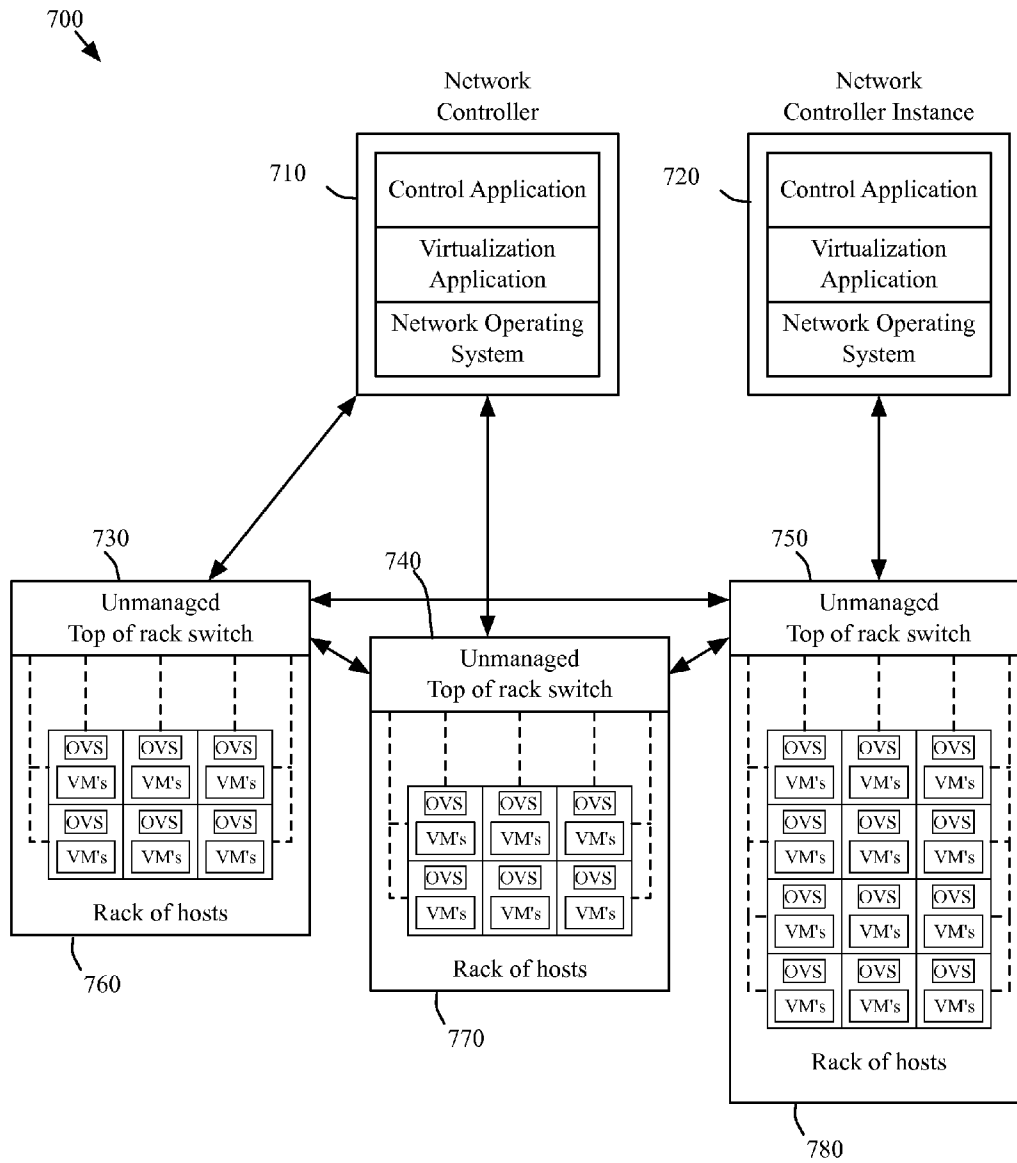 700
Network
Controller
Network
Controller Instance
710
Control Application
Virtualization
Application
Network Operating
System
720
Control Application
Virtualization
Application
Network Operating
System
730
740
750
Unmanaged
Top of rack switch
Unmanaged
Top of rack switch
Unmanaged
Top of rack switch
OVS OVS OVS
VM's VM's VM's
OVS OVS OVS
VM's VM's VM's
Rack of hosts
760
OVS OVS OVS
VM's VM's VM's
OVS OVS OVS
VM's VM's VM's
Rack of hosts
770
OVS OVS OVS
VM's VM's VM's
OVS OVS OVS
VM's VM's VM's
OVS OVS OVS
VM's VM's VM's
OVS OVS OVS
VM's VM's VM's
Rack of hosts
780